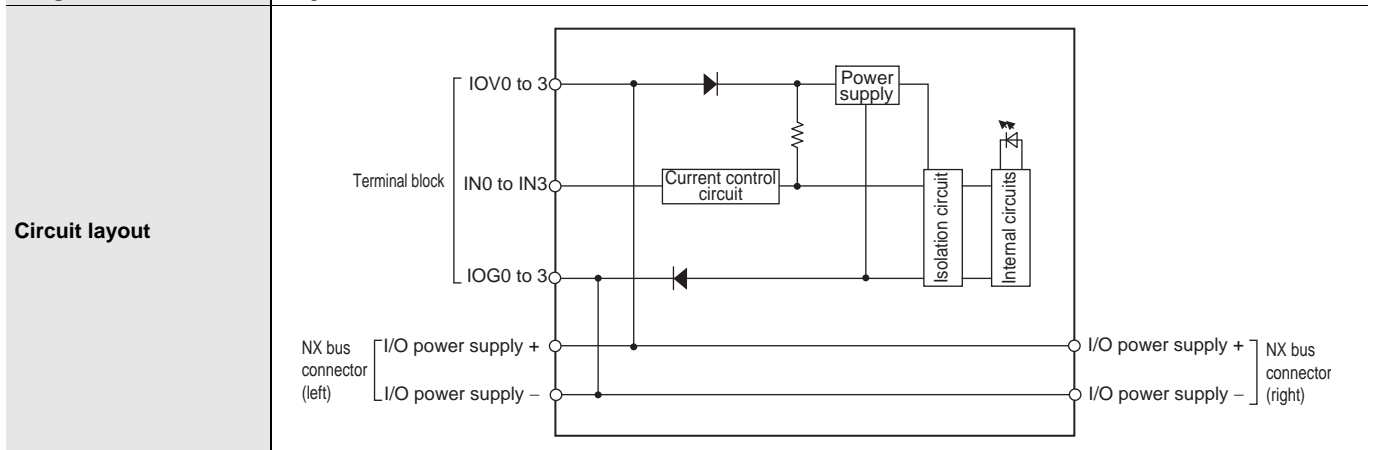 Circuit layout
Terminal block
IOV0 to 3
IN0 to IN3
IOG0 to 3
Power
supply
Current control
circuit
Isolation circuit
Internal circuits
NX bus
connector
(left)
I/O power supply +
I/O power supply −
I/O power supply +
I/O power supply −
NX bus
connector
(right)